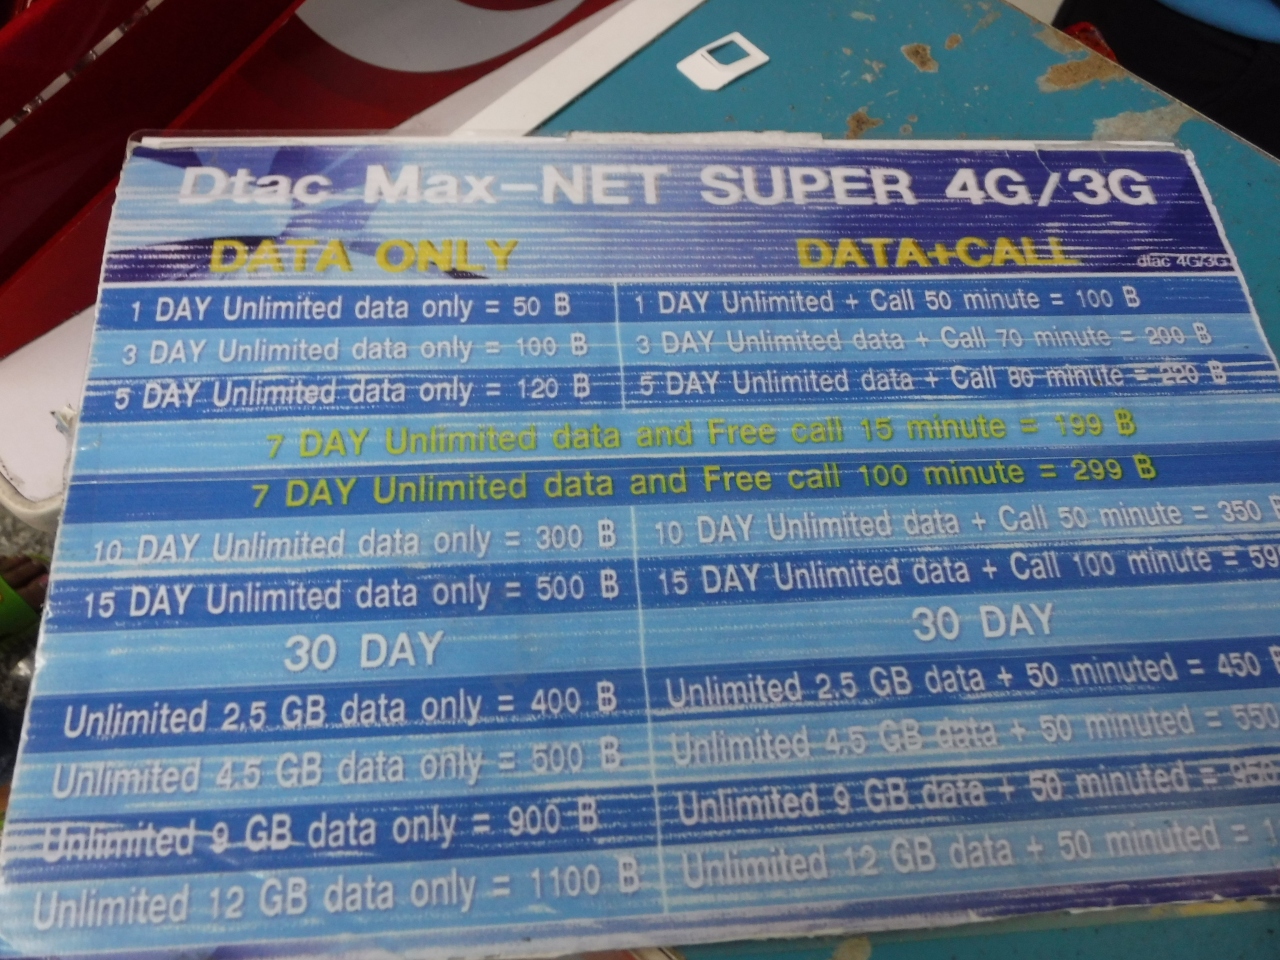 Dtac Max-NET SUPER 4G/3G
DATA ONLY
DATA+CALL
dtac 4G/3G
1 DAY Unlimited data only = 50 ฿
1 DAY Unlimited + Call 50 minute = 100 ฿
3 DAY Unlimited data only = 100 ฿
3 DAY Unlimited data + Call 70 minute = 200 ฿
5 DAY Unlimited data only = 120 ฿
5 DAY Unlimited data + Call 80 minute = 220 ฿
7 DAY Unlimited data and Free call 15 minute = 199 ฿
7 DAY Unlimited data and Free call 100 minute = 299 ฿
10 DAY Unlimited data only = 300 ฿
10 DAY Unlimited data + Call 50 minute = 350 ฿
15 DAY Unlimited data only = 500 ฿
15 DAY Unlimited data + Call 100 minute = 59
30 DAY
30 DAY
Unlimited 2.5 GB data only = 400 ฿
Unlimited 2.5 GB data + 50 minuted = 450 ฿
Unlimited 4.5 GB data only = 500 ฿
Unlimited 4.5 GB data + 50 minuted = 550
Unlimited 9 GB data only = 900 ฿
Unlimited 9 GB data + 50 minuted = 950
Unlimited 12 GB data only = 1100 ฿
Unlimited 12 GB data + 50 minuted = 1